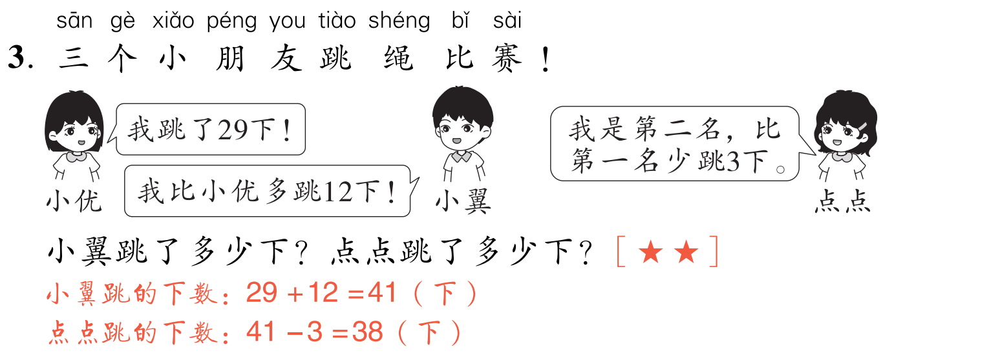 sān gè xiǎo péng you tiào shéng bǐ sài
3. 三个小朋友跳绳比赛！
我跳了29下！
我比小优多跳12下！
我是第二名，比
第一名少跳3下。
小优
小翼
点点
小翼跳了多少下？点点跳了多少下？［★★］
小翼跳的下数：29＋12＝41（下）
点点跳的下数：41－3＝38（下）